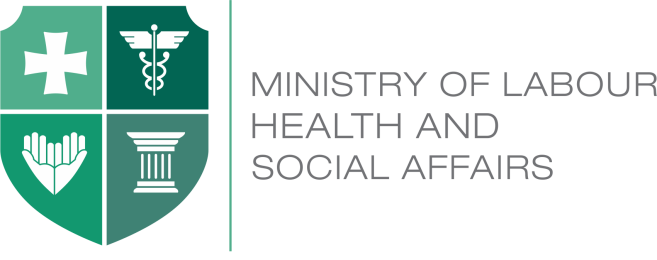 MINISTRY OF LABOUR
HEALTH AND
SOCIAL AFFAIRS